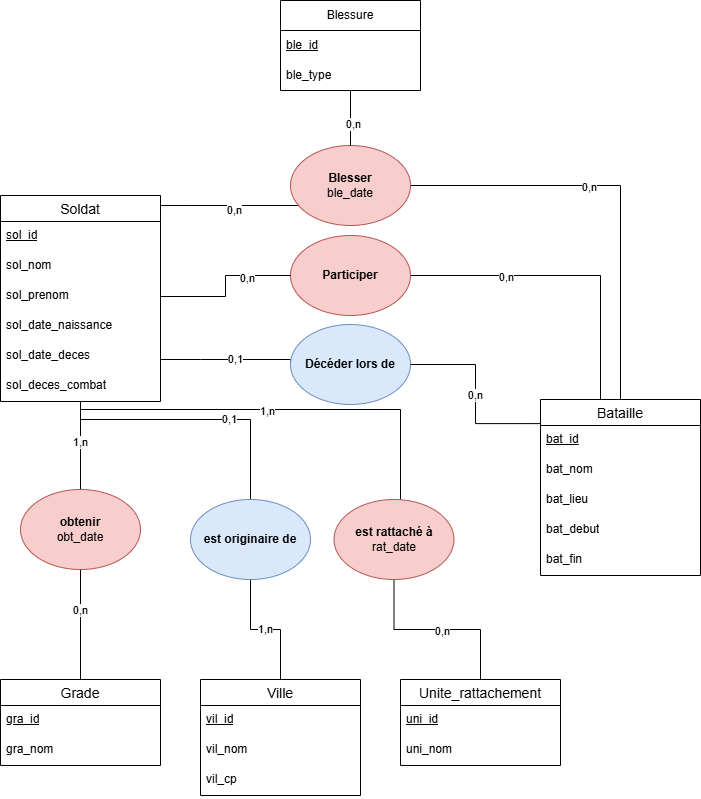 Blessure
ble_id
ble_type
0,n
Blesser
ble_date
0,n
0,n
Soldat
sol_id
sol_nom
sol_prenom
sol_date_naissance
sol_date_deces
sol_deces_combat
Participer
0,n
0,n
Décéder lors de
0,1
0,n
Bataille
bat_id
bat_nom
bat_lieu
bat_debut
bat_fin
1,n
0,1
1,n
obtenir
obt_date
est originaire de
est rattaché à
rat_date
0,n
1,n
0,n
Grade
gra_id
gra_nom
Ville
vil_id
vil_nom
vil_cp
Unite_rattachement
uni_id
uni_nom